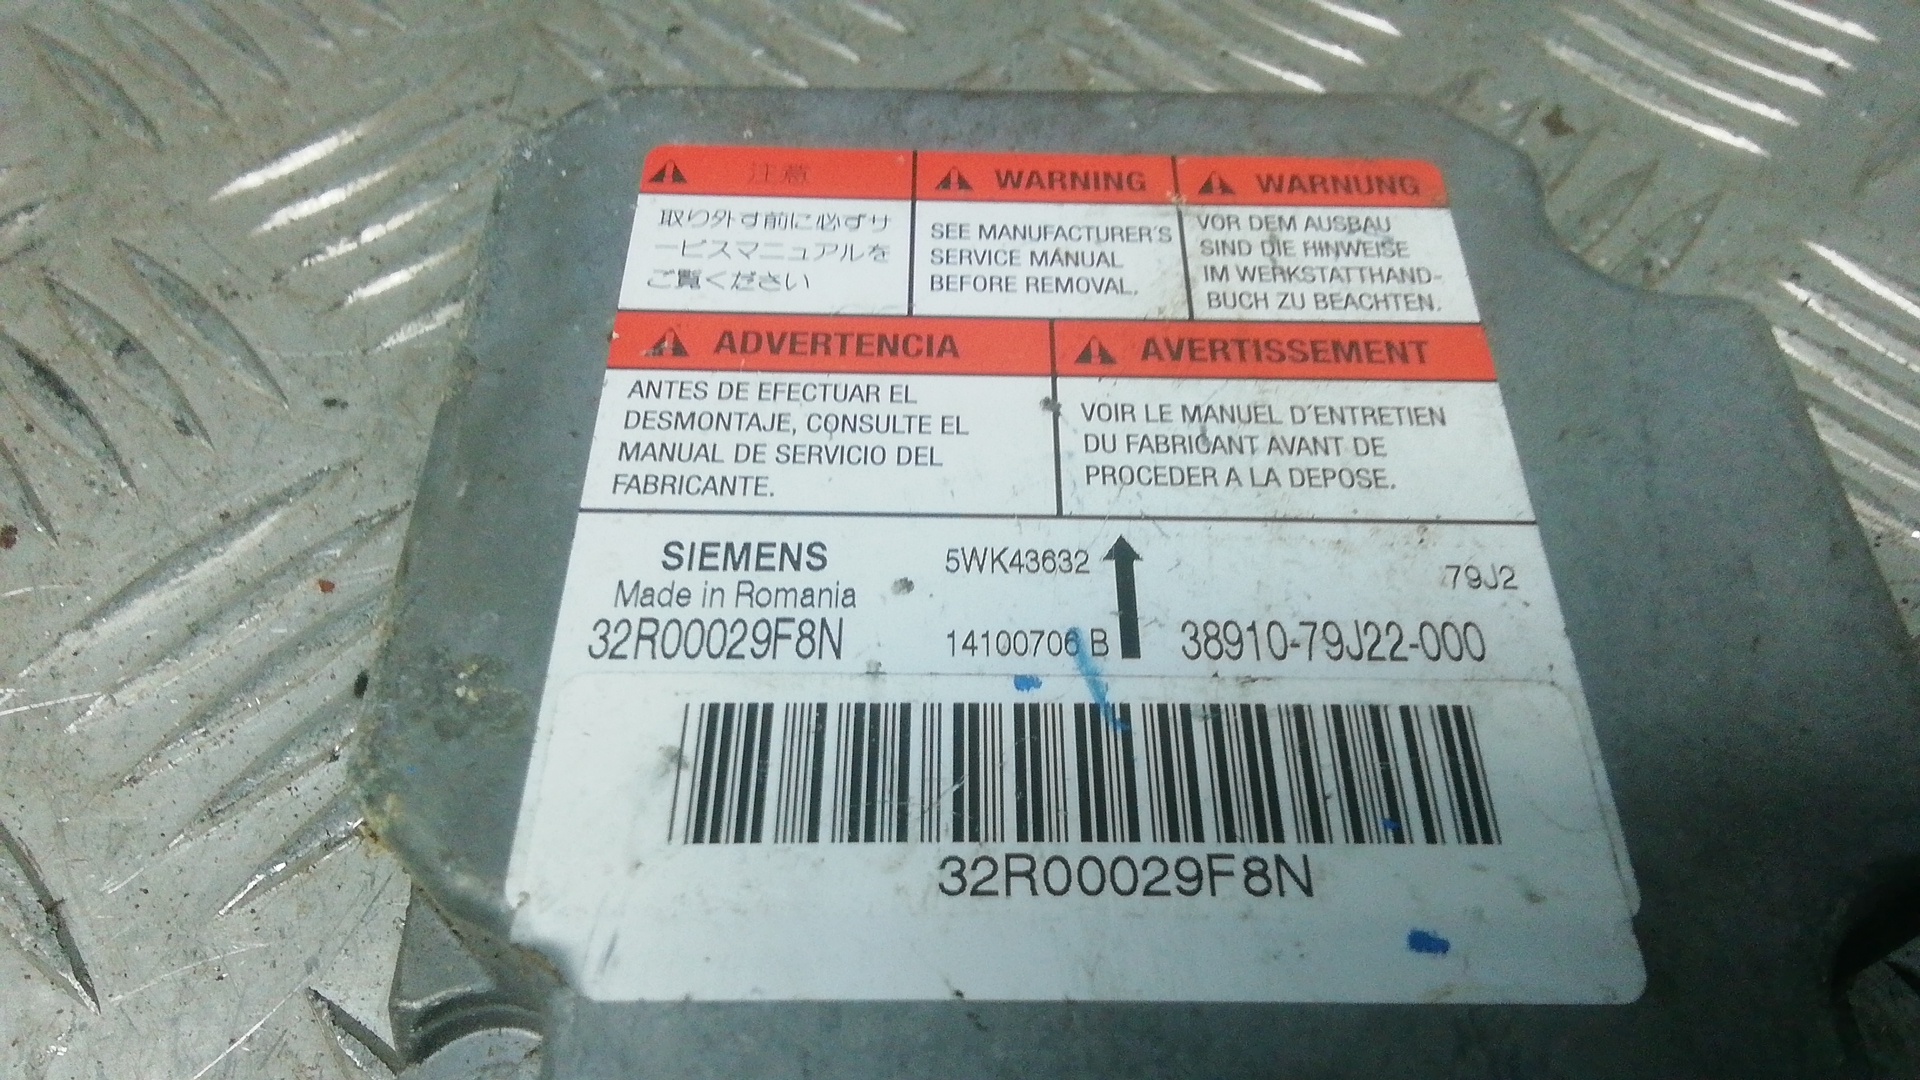 注意
取り外す前に必ずサ
ービスマニュアルを
ご覧ください
WARNING
SEE MANUFACTURER'S
SERVICE MANUAL
BEFORE REMOVAL.
WARNUNG
VOR DEM AUSBAU
SIND DIE HINWEISE
IM WERKSTATTHAND-
BUCH ZU BEACHTEN.
ADVERTENCIA
ANTES DE EFECTUAR EL
DESMONTAJE, CONSULTE EL
MANUAL DE SERVICIO DEL
FABRICANTE.
AVERTISSEMENT
VOIR LE MANUEL D'ENTRETIEN
DU FABRICANT AVANT DE
PROCEDER A LA DEPOSE.
SIEMENS 5WK43632 79J2
Made in Romania
32R00029F8N 14100706 B 38910-79J22-000
32R00029F8N